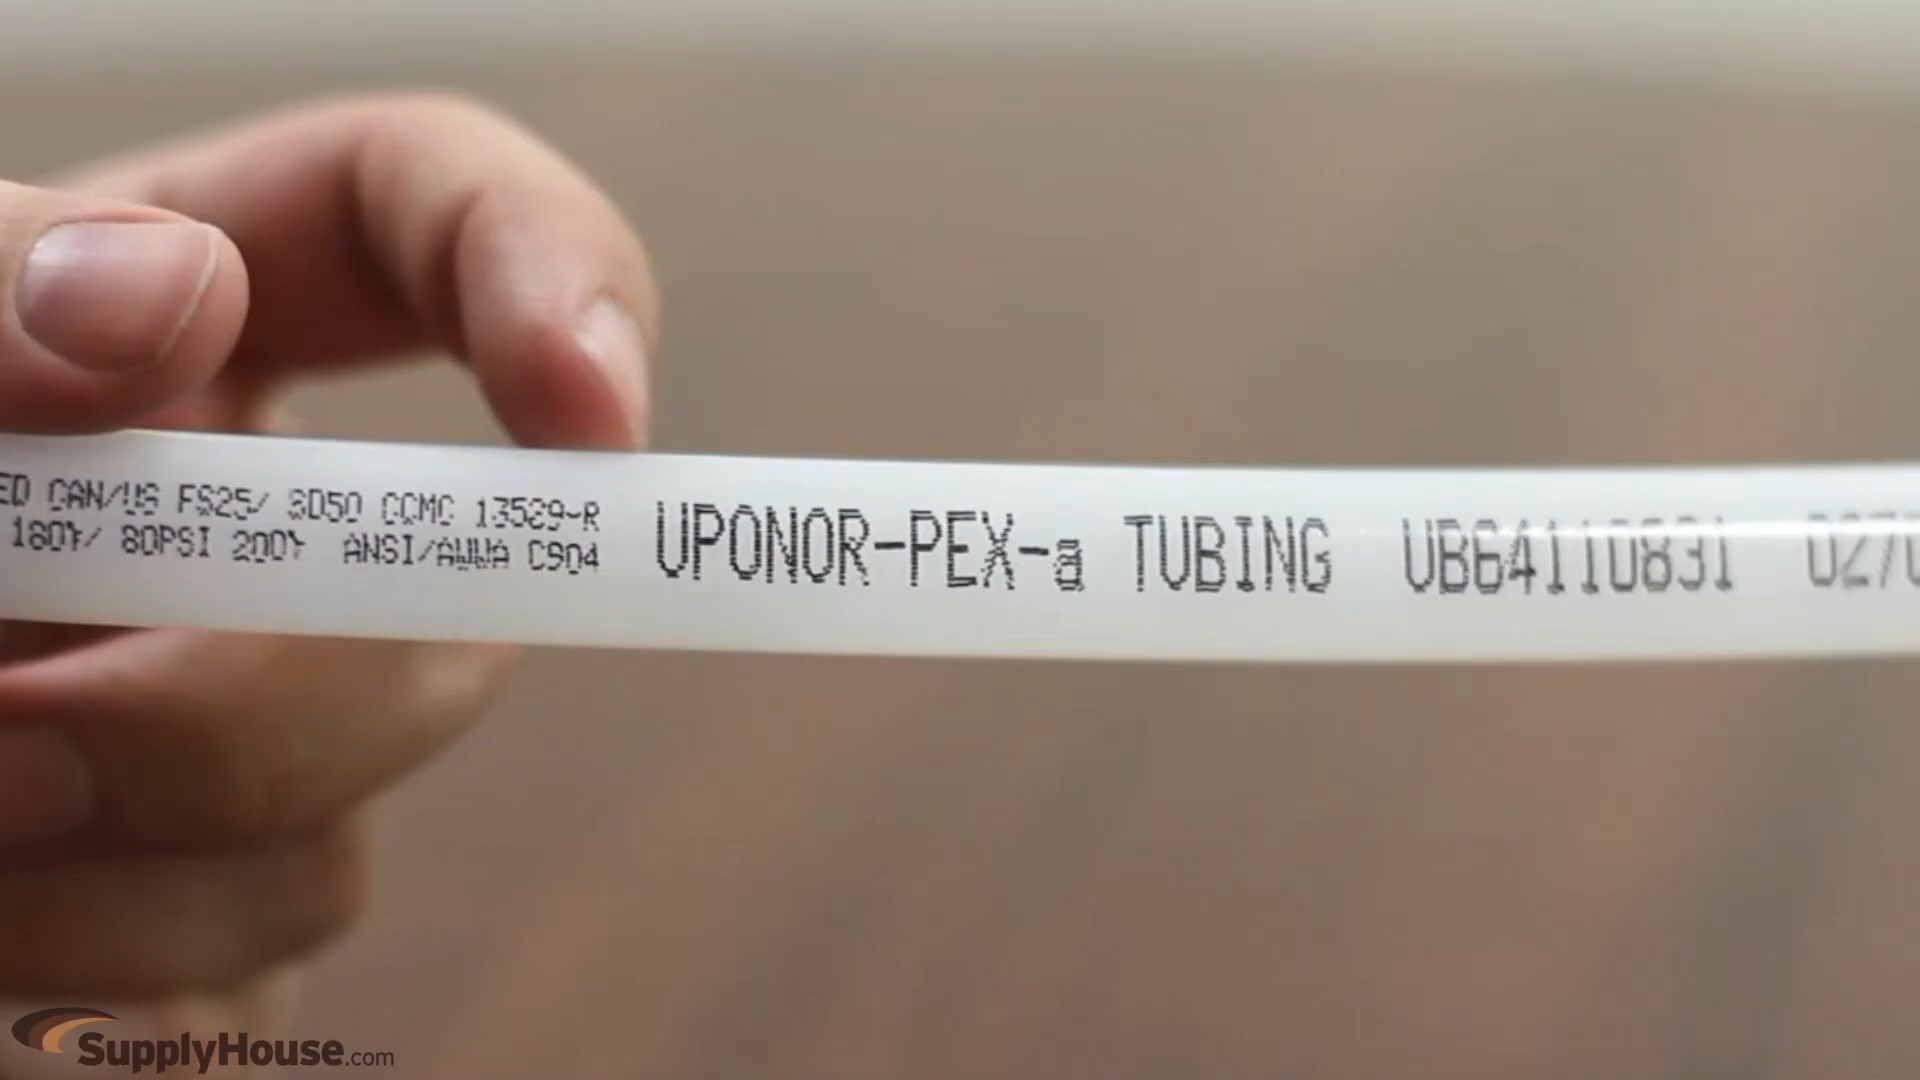 ED CAN/US FS25/ SD50 CCMC 13529-R
180F/ 80PSI 200F ANSI/AWWA C904
UPONOR-PEX-a TUBING UB64110831 027
SupplyHouse.com